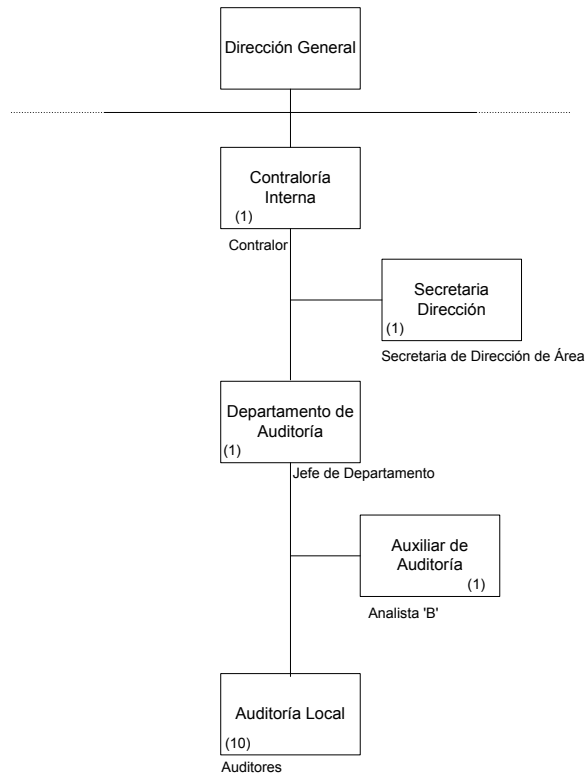 Dirección General
Contraloría
Interna
(1)
Contralor
Secretaria
Dirección
(1)
Secretaria de Dirección de Área
Departamento de
Auditoría
(1)
Jefe de Departamento
Auxiliar de
Auditoría
(1)
Analista 'B'
Auditoría Local
(10)
Auditores